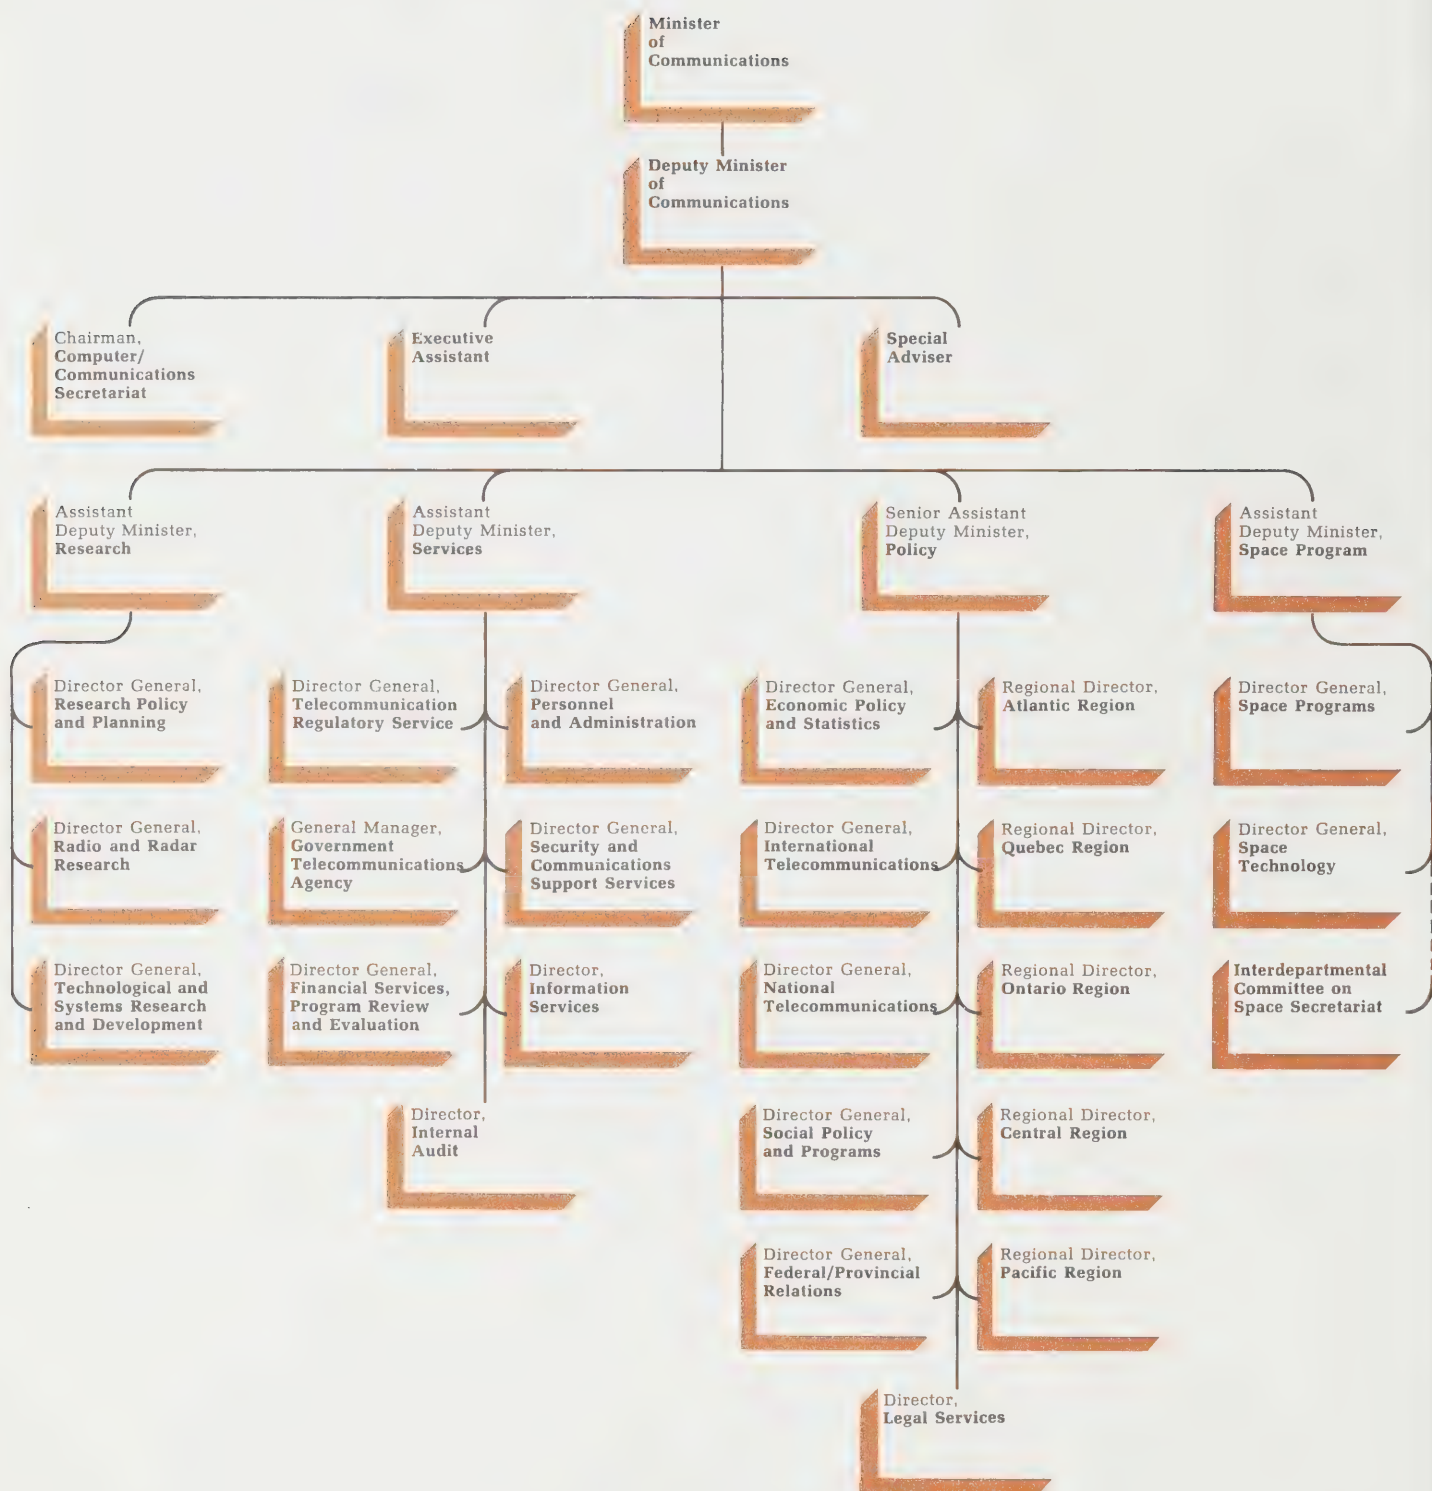 Minister
of
Communications
Deputy Minister
of
Communications
Chairman,
Computer/
Communications
Secretariat
Executive
Assistant
Special
Adviser
Assistant
Deputy Minister,
Research
Assistant
Deputy Minister,
Services
Senior Assistant
Deputy Minister,
Policy
Assistant
Deputy Minister,
Space Program
Director General,
Research Policy
and Planning
Director General,
Telecommunication
Regulatory Service
Director General,
Personnel
and Administration
Director General,
Economic Policy
and Statistics
Regional Director,
Atlantic Region
Director General,
Space Programs
Director General,
Radio and Radar
Research
General Manager,
Government
Telecommunications
Agency
Director General,
Security and
Communications
Support Services
Director General,
International
Telecommunications
Regional Director,
Quebec Region
Director General,
Space
Technology
Director General,
Technological and
Systems Research
and Development
Director General,
Financial Services,
Program Review
and Evaluation
Director,
Information
Services
Director General,
National
Telecommunications
Regional Director,
Ontario Region
Interdepartmental
Committee on
Space Secretariat
Director,
Internal
Audit
Director General,
Social Policy
and Programs
Regional Director,
Central Region
Director General,
Federal/Provincial
Relations
Regional Director,
Pacific Region
Director,
Legal Services